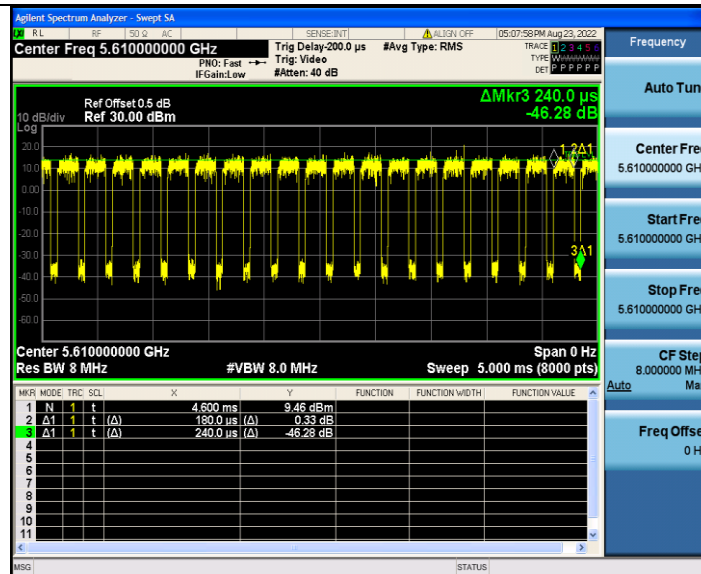 Agilent Spectrum Analyzer - Swept SA
RL RF 50 Ω AC SENSE:INT ALIGN OFF 05:07:58 PM Aug 23, 2022
Center Freq 5.610000000 GHz
PNO: Fast
IFGain:Low
Trig Delay-200.0 µs
Trig: Video
#Atten: 40 dB
#Avg Type: RMS
TRACE 1 2 3 4 5 6
TYPE W
DET P P P P P P
Ref Offset 0.5 dB
10 dB/div Ref 30.00 dBm
Log
ΔMkr3 240.0 µs
-46.28 dB
20.0
10.0
0.00
-10.0
-20.0
-30.0
-40.0
-50.0
-60.0
1 2Δ1
3Δ1
Center 5.610000000 GHz Span 0 Hz
Res BW 8 MHz #VBW 8.0 MHz Sweep 5.000 ms (8000 pts)
MKR MODE TRC SCL X Y FUNCTION FUNCTION WIDTH FUNCTION VALUE
1 N 1 t 4.600 ms 9.46 dBm
2 Δ1 1 t (Δ) 180.0 µs (Δ) 0.33 dB
3 Δ1 1 t (Δ) 240.0 µs (Δ) -46.28 dB
4
5
6
7
8
9
10
11
MSG STATUS
Frequency
Auto Tun
Center Fre
5.610000000 GH
Start Fre
5.610000000 GH
Stop Fre
5.610000000 GH
CF Step
8.000000 MH
Auto Ma
Freq Offse
0 H